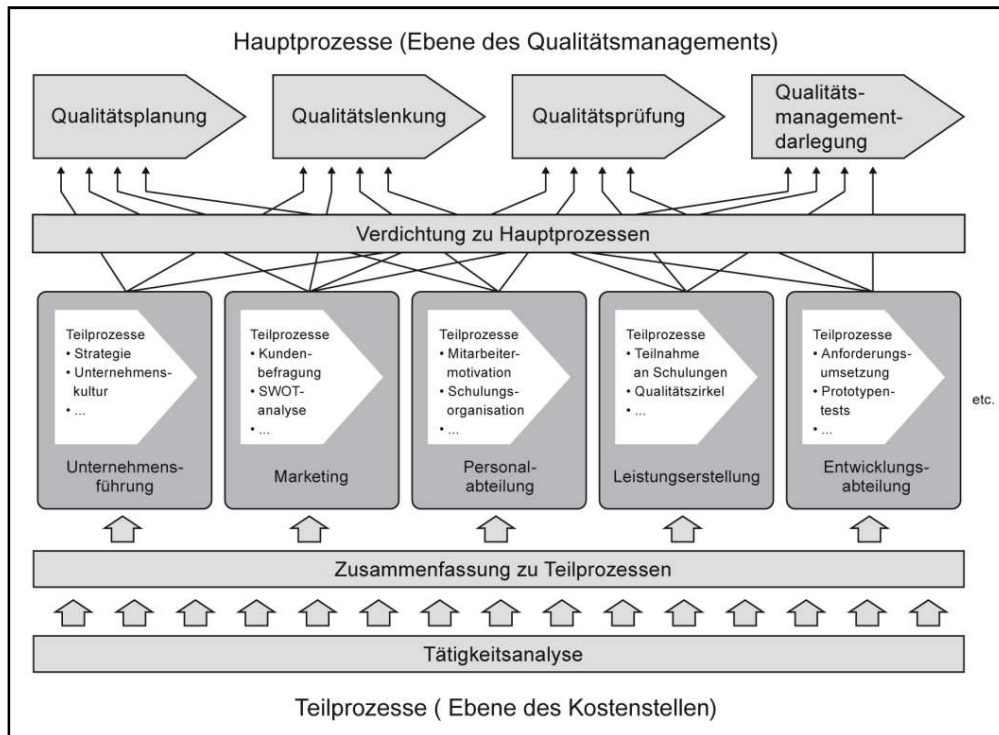 Hauptprozesse (Ebene des Qualitätsmanagements)
Qualitätsplanung
Qualitätslenkung
Qualitätsprüfung
Qualitäts-
management-
darlegung
Verdichtung zu Hauptprozessen
Teilprozesse
• Strategie
• Unternehmens-
kultur
• ...
Unternehmens-
führung
Teilprozesse
• Kunden-
befragung
• SWOT-
analyse
• ...
Marketing
Teilprozesse
• Mitarbeiter-
motivation
• Schulungs-
organisation
• ...
Personal-
abteilung
Teilprozesse
• Teilnahme
an Schulungen
• Qualitätszirkel
• ...
Leistungserstellung
Teilprozesse
• Anforderungs-
umsetzung
• Prototypen-
tests
• ...
Entwicklungs-
abteilung
etc.
Zusammenfassung zu Teilprozessen
Tätigkeitsanalyse
Teilprozesse ( Ebene des Kostenstellen)